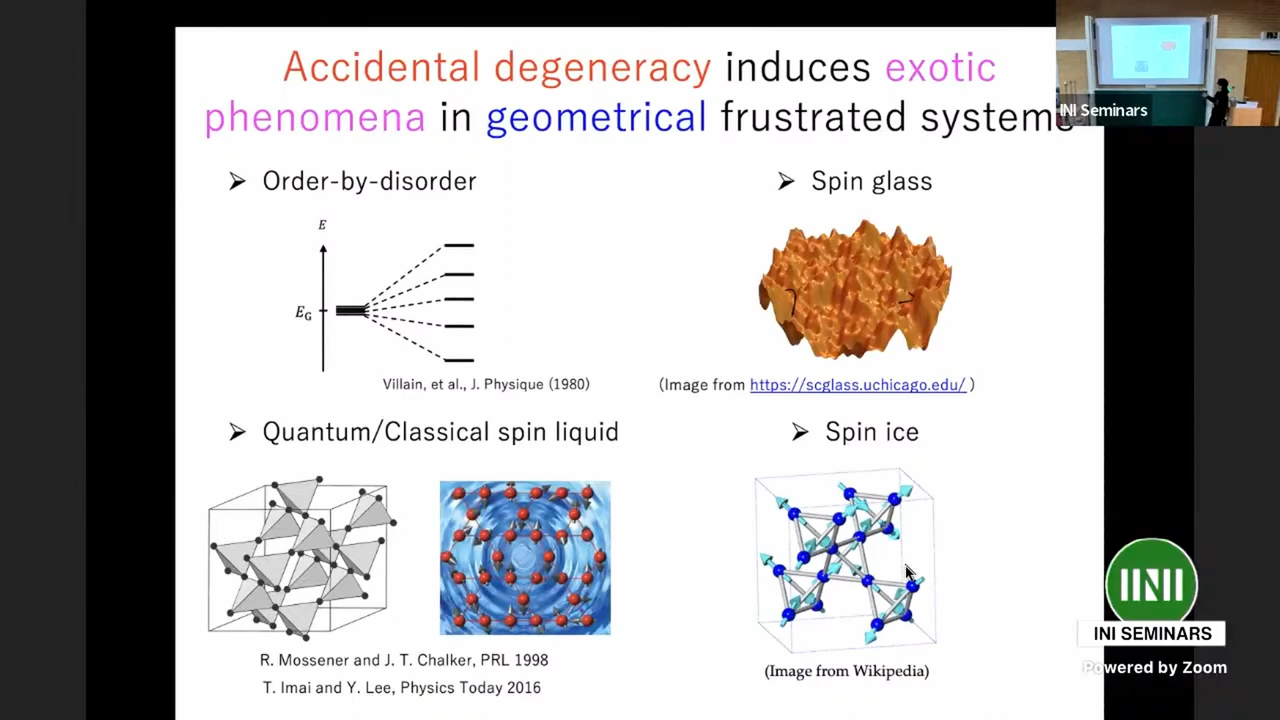 Accidental degeneracy induces exotic
phenomena in geometrical frustrated systems
INI Seminars
➢ Order-by-disorder
➢ Spin glass
E
E_G
Villain, et al., J. Physique (1980)
(Image from https://scglass.uchicago.edu/ )
➢ Quantum/Classical spin liquid
➢ Spin ice
R. Mossener and J. T. Chalker, PRL 1998
T. Imai and Y. Lee, Physics Today 2016
(Image from Wikipedia)
INI
INI SEMINARS
Powered by Zoom